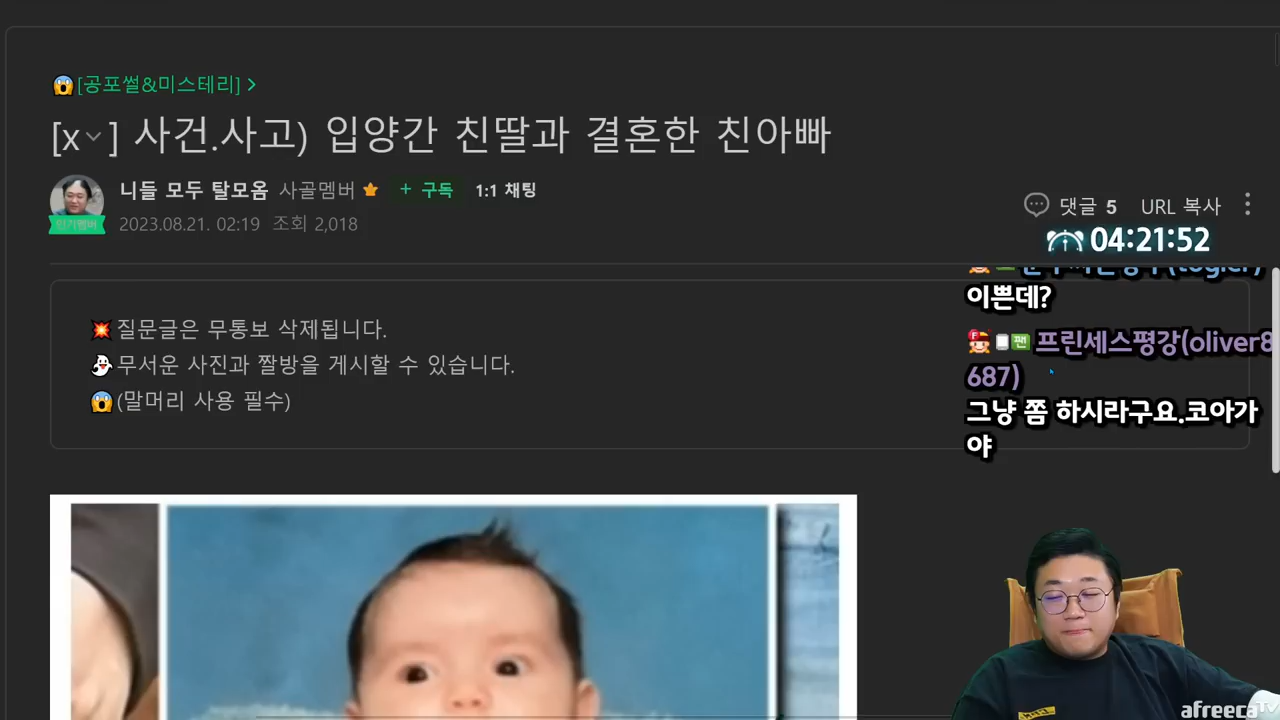 [공포썰&미스테리] >
[x ] 사건.사고) 입양간 친딸과 결혼한 친아빠
니들 모두 탈모옴 사골멤버 + 구독 1:1 채팅
인기멤버
2023.08.21. 02:19 조회 2,018
댓글 5 URL 복사
04:21:52
이쁜데?
팬 프린세스평강(oliver8
687)
그냥 쫌 하시라구요.코아가
야
질문글은 무통보 삭제됩니다.
무서운 사진과 짤방을 게시할 수 있습니다.
(말머리 사용 필수)
afreecaTV